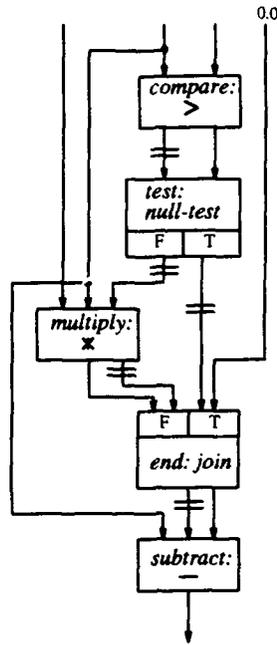 0.0
compare:
>
test:
null-test
F T
multiply:
*
F T
end: join
subtract:
—